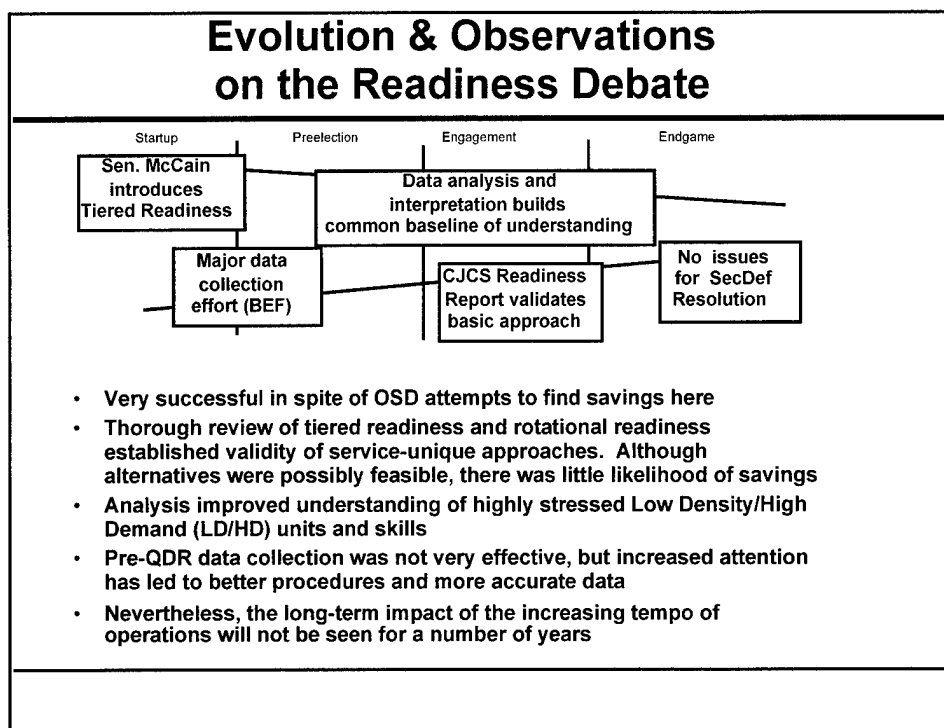 Evolution & Observations
on the Readiness Debate
Startup Preelection Engagement Endgame
Sen. McCain
introduces
Tiered Readiness
Data analysis and
interpretation builds
common baseline of understanding
Major data
collection
effort (BEF)
CJCS Readiness
Report validates
basic approach
No issues
for SecDef
Resolution
• Very successful in spite of OSD attempts to find savings here
• Thorough review of tiered readiness and rotational readiness
established validity of service-unique approaches. Although
alternatives were possibly feasible, there was little likelihood of savings
• Analysis improved understanding of highly stressed Low Density/High
Demand (LD/HD) units and skills
• Pre-QDR data collection was not very effective, but increased attention
has led to better procedures and more accurate data
• Nevertheless, the long-term impact of the increasing tempo of
operations will not be seen for a number of years